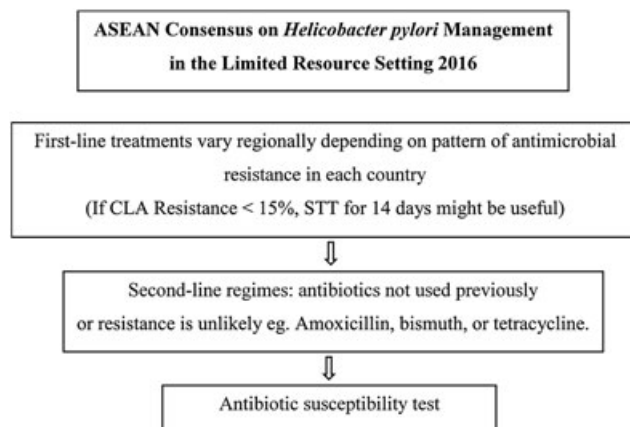 ASEAN Consensus on Helicobacter pylori Management
in the Limited Resource Setting 2016
First-line treatments vary regionally depending on pattern of antimicrobial
resistance in each country
(If CLA Resistance < 15%, STT for 14 days might be useful)
Second-line regimes: antibiotics not used previously
or resistance is unlikely eg. Amoxicillin, bismuth, or tetracycline.
Antibiotic susceptibility test